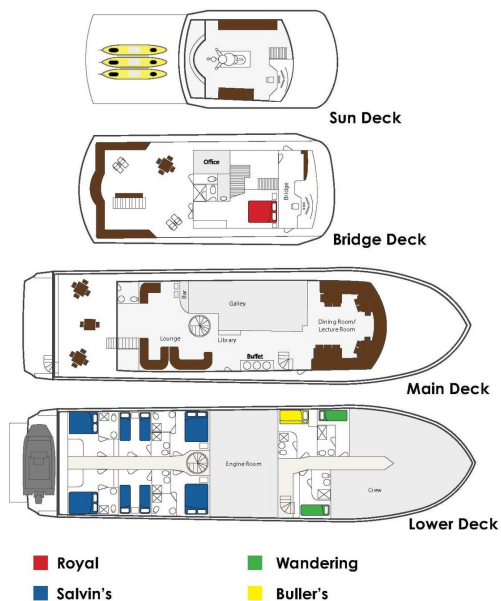 Sun Deck
Office
Bridge
Bridge Deck
Bar
Galley
Dining Room/
Lecture Room
Lounge
Library
Buffet
Main Deck
Engine Room
Crew
Lower Deck
Royal
Wandering
Salvin's
Buller's